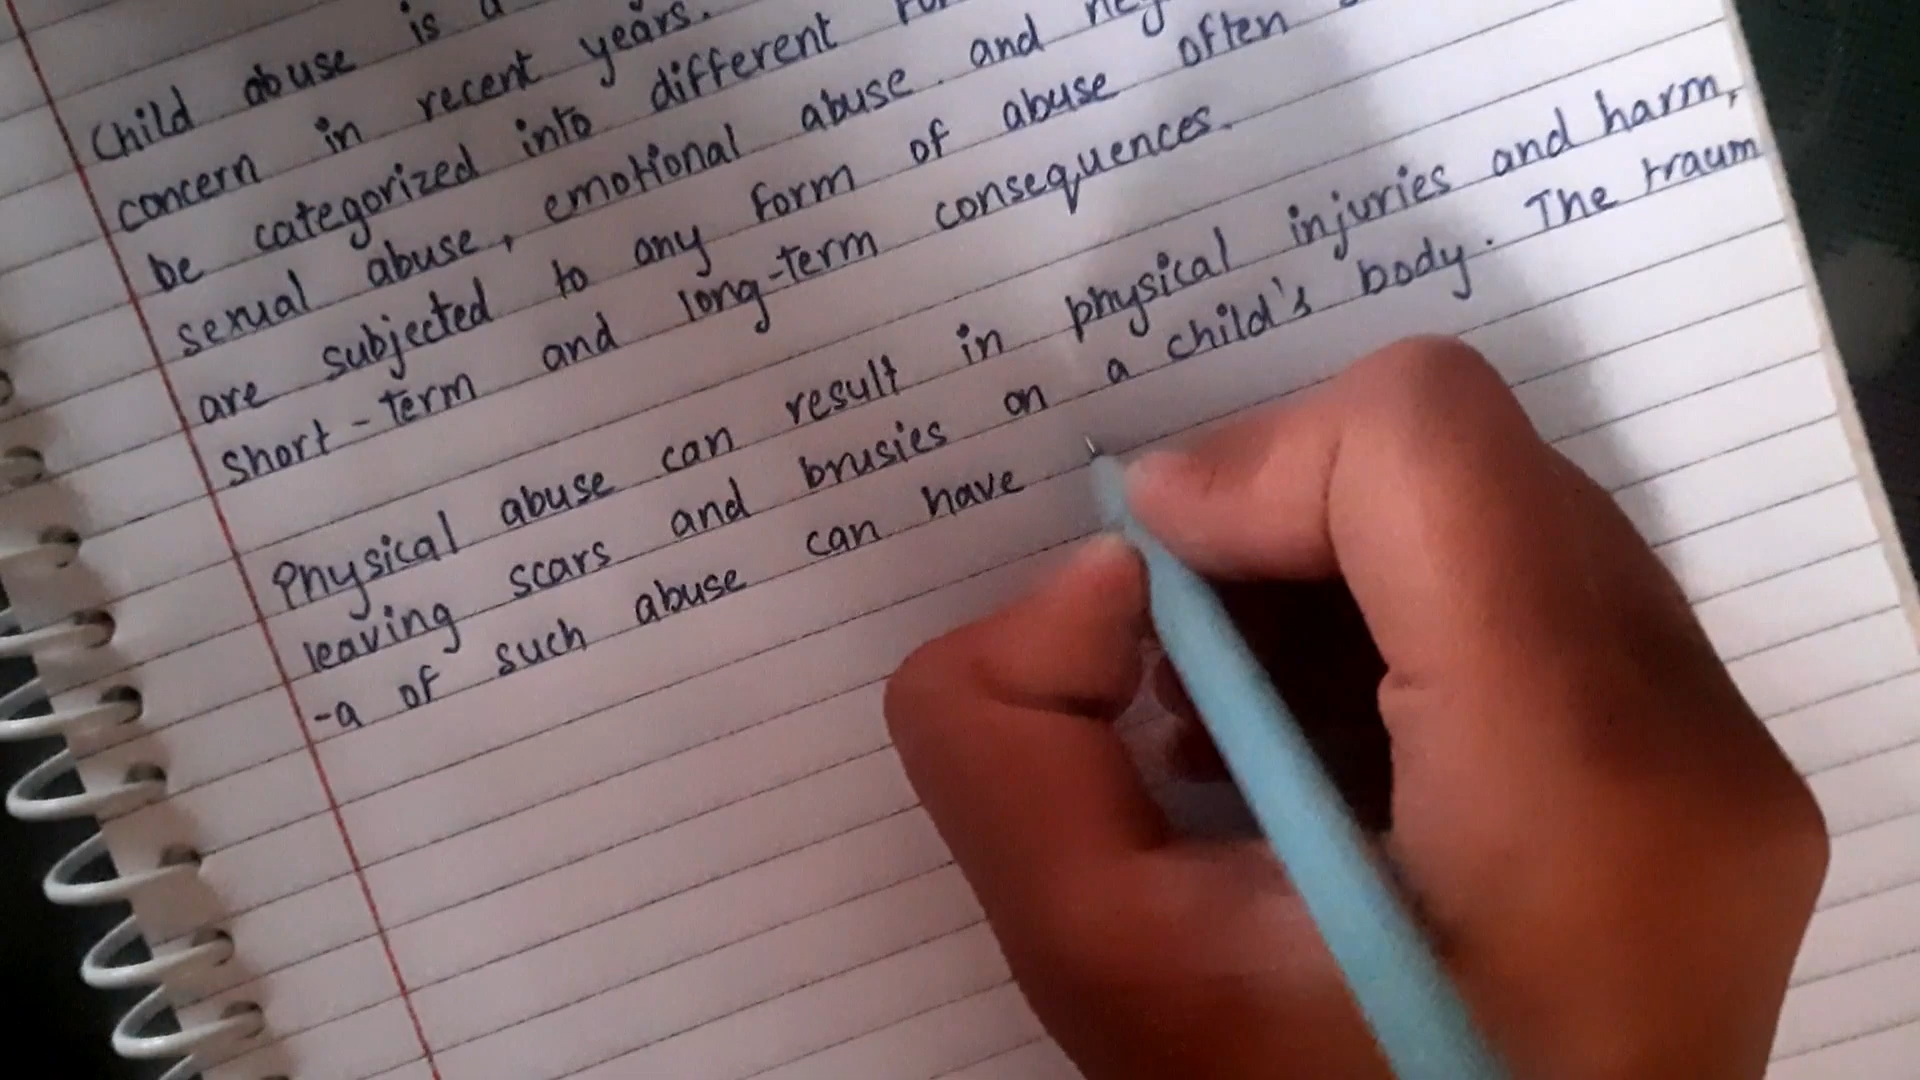 Child abuse is a
concern in recent years.
be categorized into different
sexual abuse, emotional abuse and
are subjected to any form of abuse often
short-term and long-term consequences.
Physical abuse can result in physical injuries and harm,
leaving scars and brusies on a child's body. The traum
-a of such abuse can have